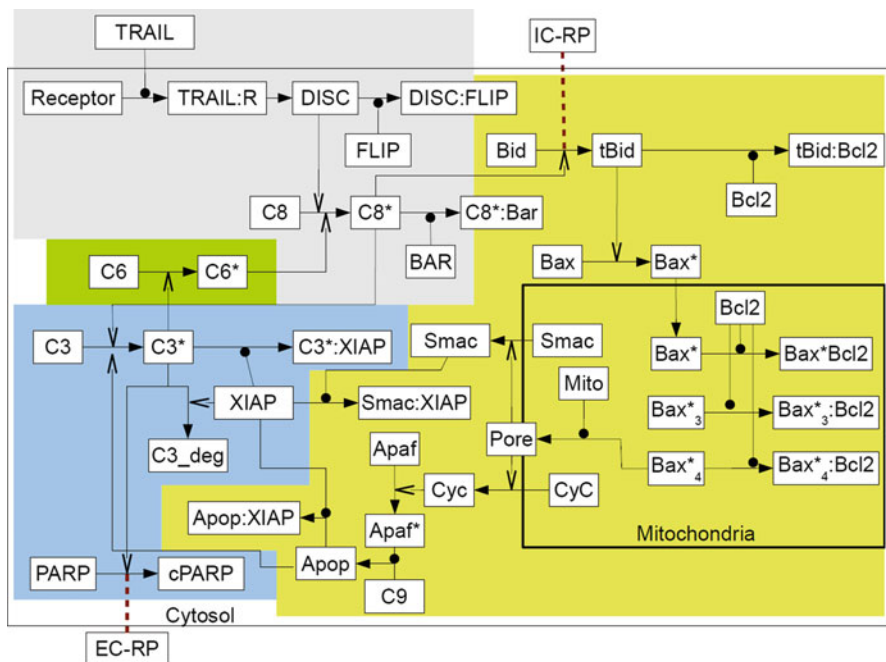 TRAIL
IC-RP
Receptor
TRAIL:R
DISC
DISC:FLIP
FLIP
Bid
tBid
tBid:Bcl2
Bcl2
C8
C8*
C8*:Bar
BAR
Bax
Bax*
C6
C6*
Bcl2
C3
C3*
C3*:XIAP
Smac
Smac
Bax*
Bax*Bcl2
Mito
XIAP
Smac:XIAP
Bax*3
Bax*3:Bcl2
C3_deg
Apaf
Pore
Bax*4
Bax*4:Bcl2
Cyc
CyC
Apop:XIAP
Apaf*
Mitochondria
PARP
cPARP
Apop
C9
Cytosol
EC-RP